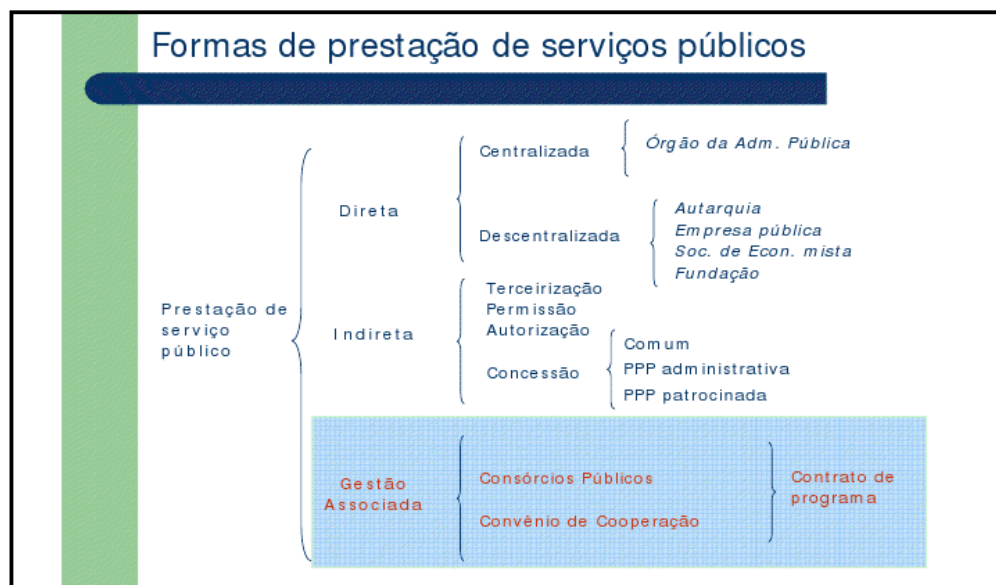 Formas de prestação de serviços públicos
Centralizada
Órgão da Adm. Pública
Direta
Descentralizada
Autarquia
Empresa pública
Soc. de Econ. mista
Fundação
Prestação de
serviço
público
Indireta
Terceirização
Permissão
Autorização
Concessão
Comum
PPP administrativa
PPP patrocinada
Gestão
Associada
Consórcios Públicos
Convênio de Cooperação
Contrato de
programa